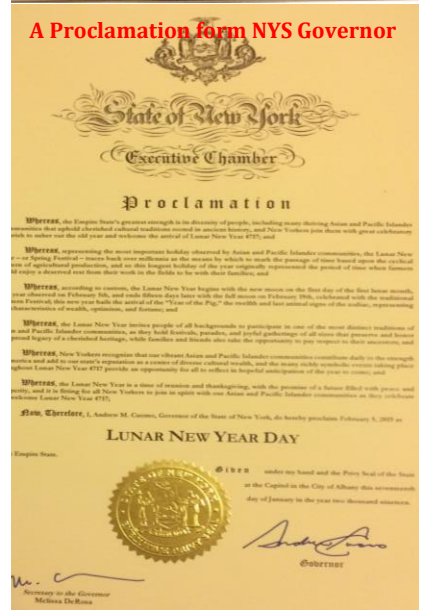 A Proclamation form NYS Governor
State of New York
Executive Chamber
Proclamation
Whereas, the Empire State's greatest strength is its diversity of people, including many thriving Asian and Pacific Islander
communities that uphold cherished cultural traditions rooted in ancient history, and New Yorkers join them with great celebratory
to usher out the old year and welcome the arrival of Lunar New Year 4717; and
Whereas, representing the most important holiday observed by Asian and Pacific Islander communities, the Lunar New
– or Spring Festival – traces back over millennia as the means by which to mark the passage of time based upon the cyclical
of agricultural production, and as this longest holiday of the year originally represented the period of time when farmers
enjoy a deserved rest from their work in the fields to be with their families; and
Whereas, according to custom, the Lunar New Year begins with the new moon on the first day of the first lunar month,
year observed on February 5th, and ends fifteen days later with the full moon on February 19th, celebrated with the traditional
Festival; this new year hails the arrival of the "Year of the Pig," the twelfth and last animal signs of the zodiac, representing
characteristics of wealth, optimism, and fortune; and
Whereas, the Lunar New Year invites people of all backgrounds to participate in one of the most distinct traditions of
and Pacific Islander communities, as they hold festivals, parades, and joyful gatherings of all sizes that preserve and honor
proud legacy of a cherished heritage, while families and friends also take the opportunity to pay respect to their ancestors; and
Whereas, New Yorkers recognize that our vibrant Asian and Pacific Islander communities contribute daily to the strength
and add to our state's reputation as a center of diverse cultural wealth, and the many richly symbolic events taking place
Lunar New Year 4717 provide an opportunity for all to reflect in hopeful anticipation of the year to come; and
Whereas, the Lunar New Year is a time of reunion and thanksgiving, with the promise of a future filled with peace and
and it is fitting for all New Yorkers to join in spirit with our Asian and Pacific Islander communities as they celebrate
welcome Lunar New Year 4717;
Now, Therefore, I, Andrew M. Cuomo, Governor of the State of New York, do hereby proclaim February 5, 2019 as
LUNAR NEW YEAR DAY
Empire State.
Given under my hand and the Privy Seal of the State
at the Capitol in the City of Albany this seventeenth
day of January in the year two thousand nineteen.
Governor
Secretary to the Governor
Melissa DeRosa